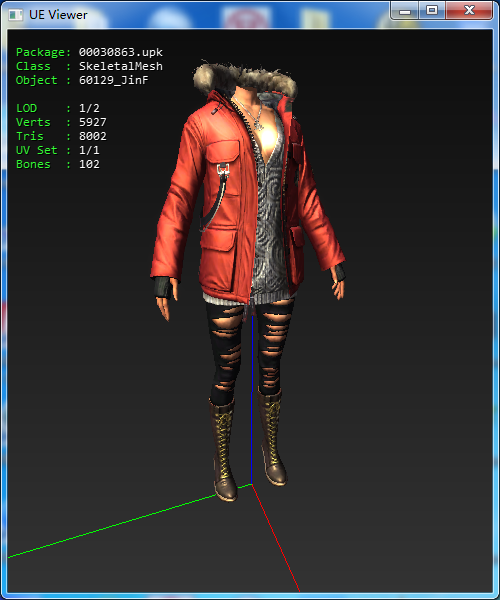 UE Viewer
Package: 00030863.upk
Class : SkeletalMesh
Object : 60129_JinF
LOD : 1/2
Verts : 5927
Tris : 8002
UV Set : 1/1
Bones : 102